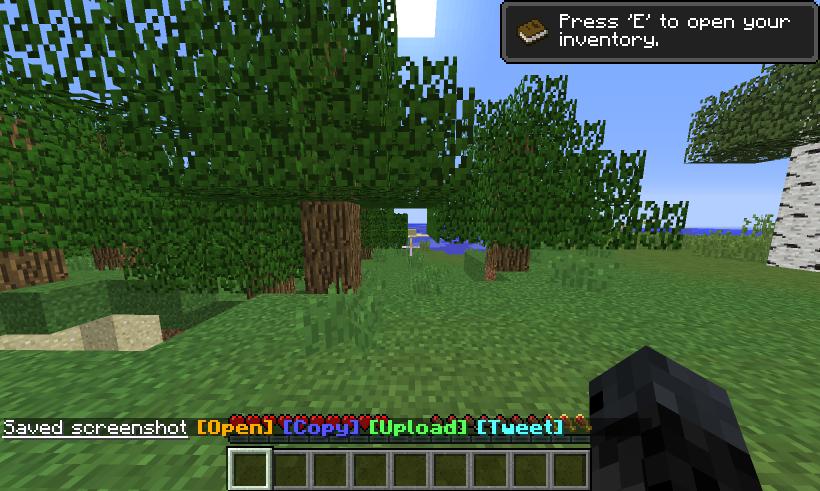 Press 'E' to open your
inventory.
Saved screenshot [Open] [Copy] [Upload] [Tweet]